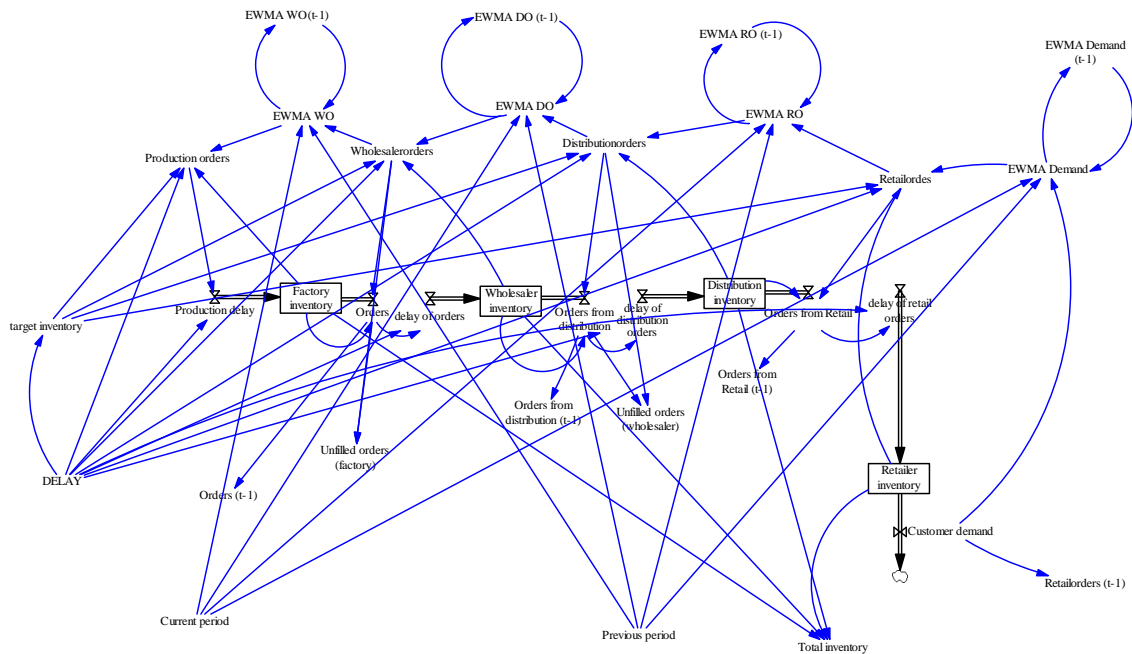 EWMA WO(t-1)
EWMA DO (t-1)
EWMA RO (t-1)
EWMA Demand
(t-1)
EWMA WO
EWMA DO
EWMA RO
Production orders
Wholesalerorders
Distributionorders
Retailordes
EWMA Demand
Factory
inventory
Wholesaler
inventory
Distribution
inventory
target inventory
Production delay
Orders
delay of orders
Orders from
distribution
delay of
distribution
orders
Orders from Retail
delay of retail
orders
Orders from
Retail (t-1)
Orders from
distribution (t-1)
Unfilled orders
(wholesaler)
Unfilled orders
(factory)
DELAY
Orders (t-1)
Retailer
inventory
Customer demand
Retailorders (t-1)
Current period
Previous period
Total inventory